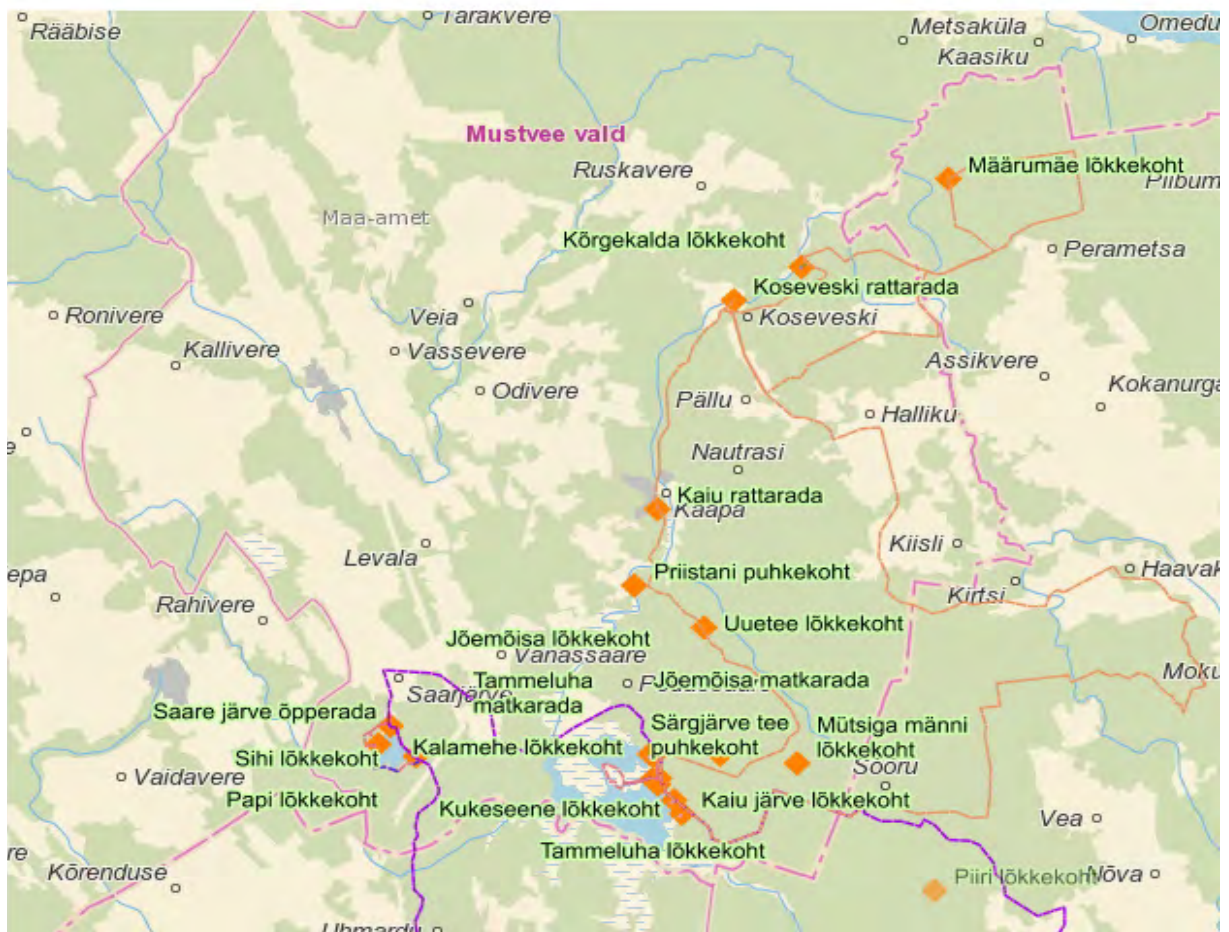 Rääbise
Tarakvere
Metsaküla
Omedu
Kaasiku
Mustvee vald
Ruskavere
Määrumäe lõkkekoht
Maa-amet
Kõrgekalda lõkkekoht
Perametsa
Koseveski rattarada
Veia
Ronivere
Koseveski
Kallivere
Vassevere
Assikvere
Odivere
Pällu
Kokanurga
Halliku
Nautrasi
Kaiu rattarada
Kaapa
Levala
Kiisli
Priistani puhkekoht
Kirtsi
Rahivere
Uuetee lõkkekoht
Jõemõisa lõkkekoht
Vanassaare
Saarjärve
Tammeluha
matkarada
Jõemõisa matkarada
Saare järve õpperada
Särgjärve tee
puhkekoht
Mütsiga männi
lõkkekoht
Sihi lõkkekoht
Kalamehe lõkkekoht
Vaidavere
Sooru
Papi lõkkekoht
Kukeseene lõkkekoht
Kaiu järve lõkkekoht
Vea
Tammeluha lõkkekoht
Kõrenduse
Piiri lõkkekoht
Nõva